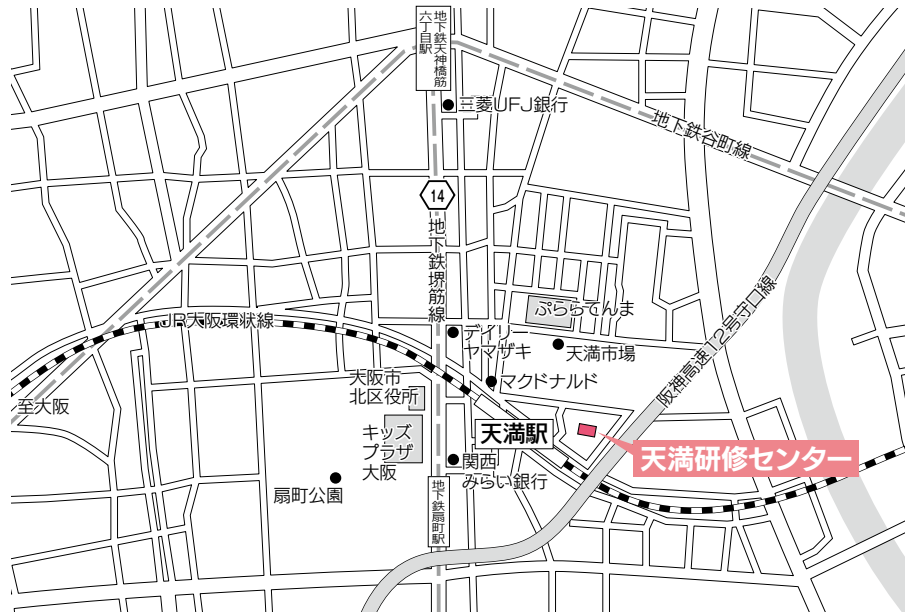 地下鉄天神橋筋
六丁目駅
三菱UFJ銀行
地下鉄谷町線
14
地下鉄堺筋線
ぷららてんま
JR大阪環状線
デイリー
ヤマザキ
天満市場
阪神高速12号守口線
大阪市
北区役所
マクドナルド
至大阪
キッズ
プラザ
大阪
天満駅
天満研修センター
関西
みらい銀行
扇町公園
地下鉄扇町駅